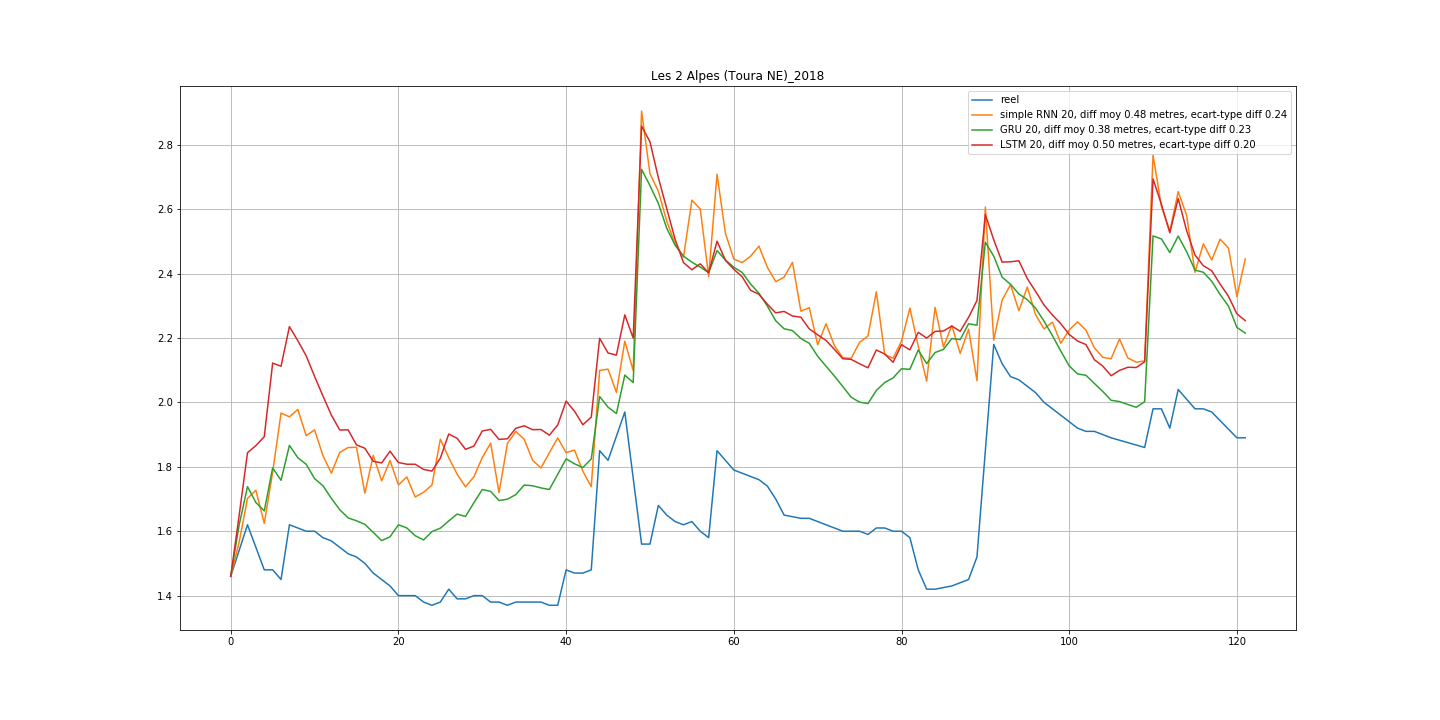 Les 2 Alpes (Toura NE)_2018
reel
simple RNN 20, diff moy 0.48 metres, ecart-type diff 0.24
GRU 20, diff moy 0.38 metres, ecart-type diff 0.23
LSTM 20, diff moy 0.50 metres, ecart-type diff 0.20
2.8
2.6
2.4
2.2
2.0
1.8
1.6
1.4
0 20 40 60 80 100 120